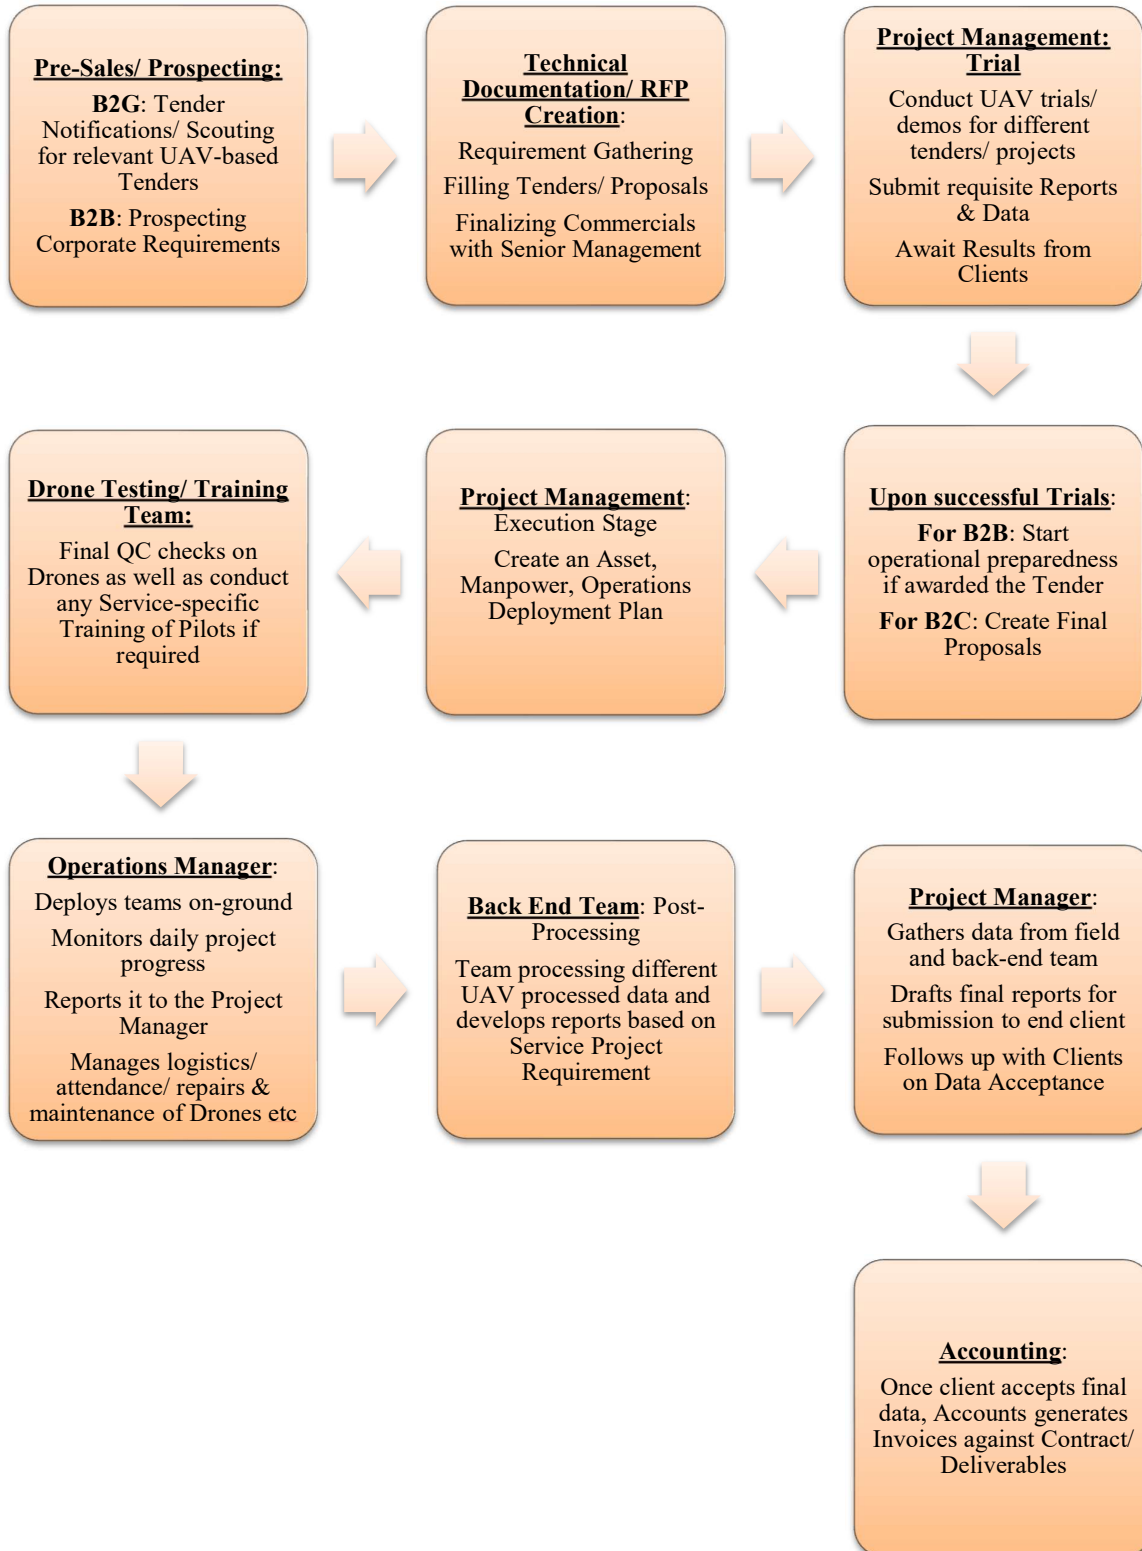 Pre-Sales/ Prospecting:
B2G: Tender
Notifications/ Scouting
for relevant UAV-based
Tenders
B2B: Prospecting
Corporate Requirements
Technical
Documentation/ RFP
Creation:
Requirement Gathering
Filling Tenders/ Proposals
Finalizing Commercials
with Senior Management
Project Management:
Trial
Conduct UAV trials/
demos for different
tenders/ projects
Submit requisite Reports
& Data
Await Results from
Clients
Upon successful Trials:
For B2B: Start
operational preparedness
if awarded the Tender
For B2C: Create Final
Proposals
Project Management:
Execution Stage
Create an Asset,
Manpower, Operations
Deployment Plan
Drone Testing/ Training
Team:
Final QC checks on
Drones as well as conduct
any Service-specific
Training of Pilots if
required
Operations Manager:
Deploys teams on-ground
Monitors daily project
progress
Reports it to the Project
Manager
Manages logistics/
attendance/ repairs &
maintenance of Drones etc
Back End Team: Post-
Processing
Team processing different
UAV processed data and
develops reports based on
Service Project
Requirement
Project Manager:
Gathers data from field
and back-end team
Drafts final reports for
submission to end client
Follows up with Clients
on Data Acceptance
Accounting:
Once client accepts final
data, Accounts generates
Invoices against Contract/
Deliverables